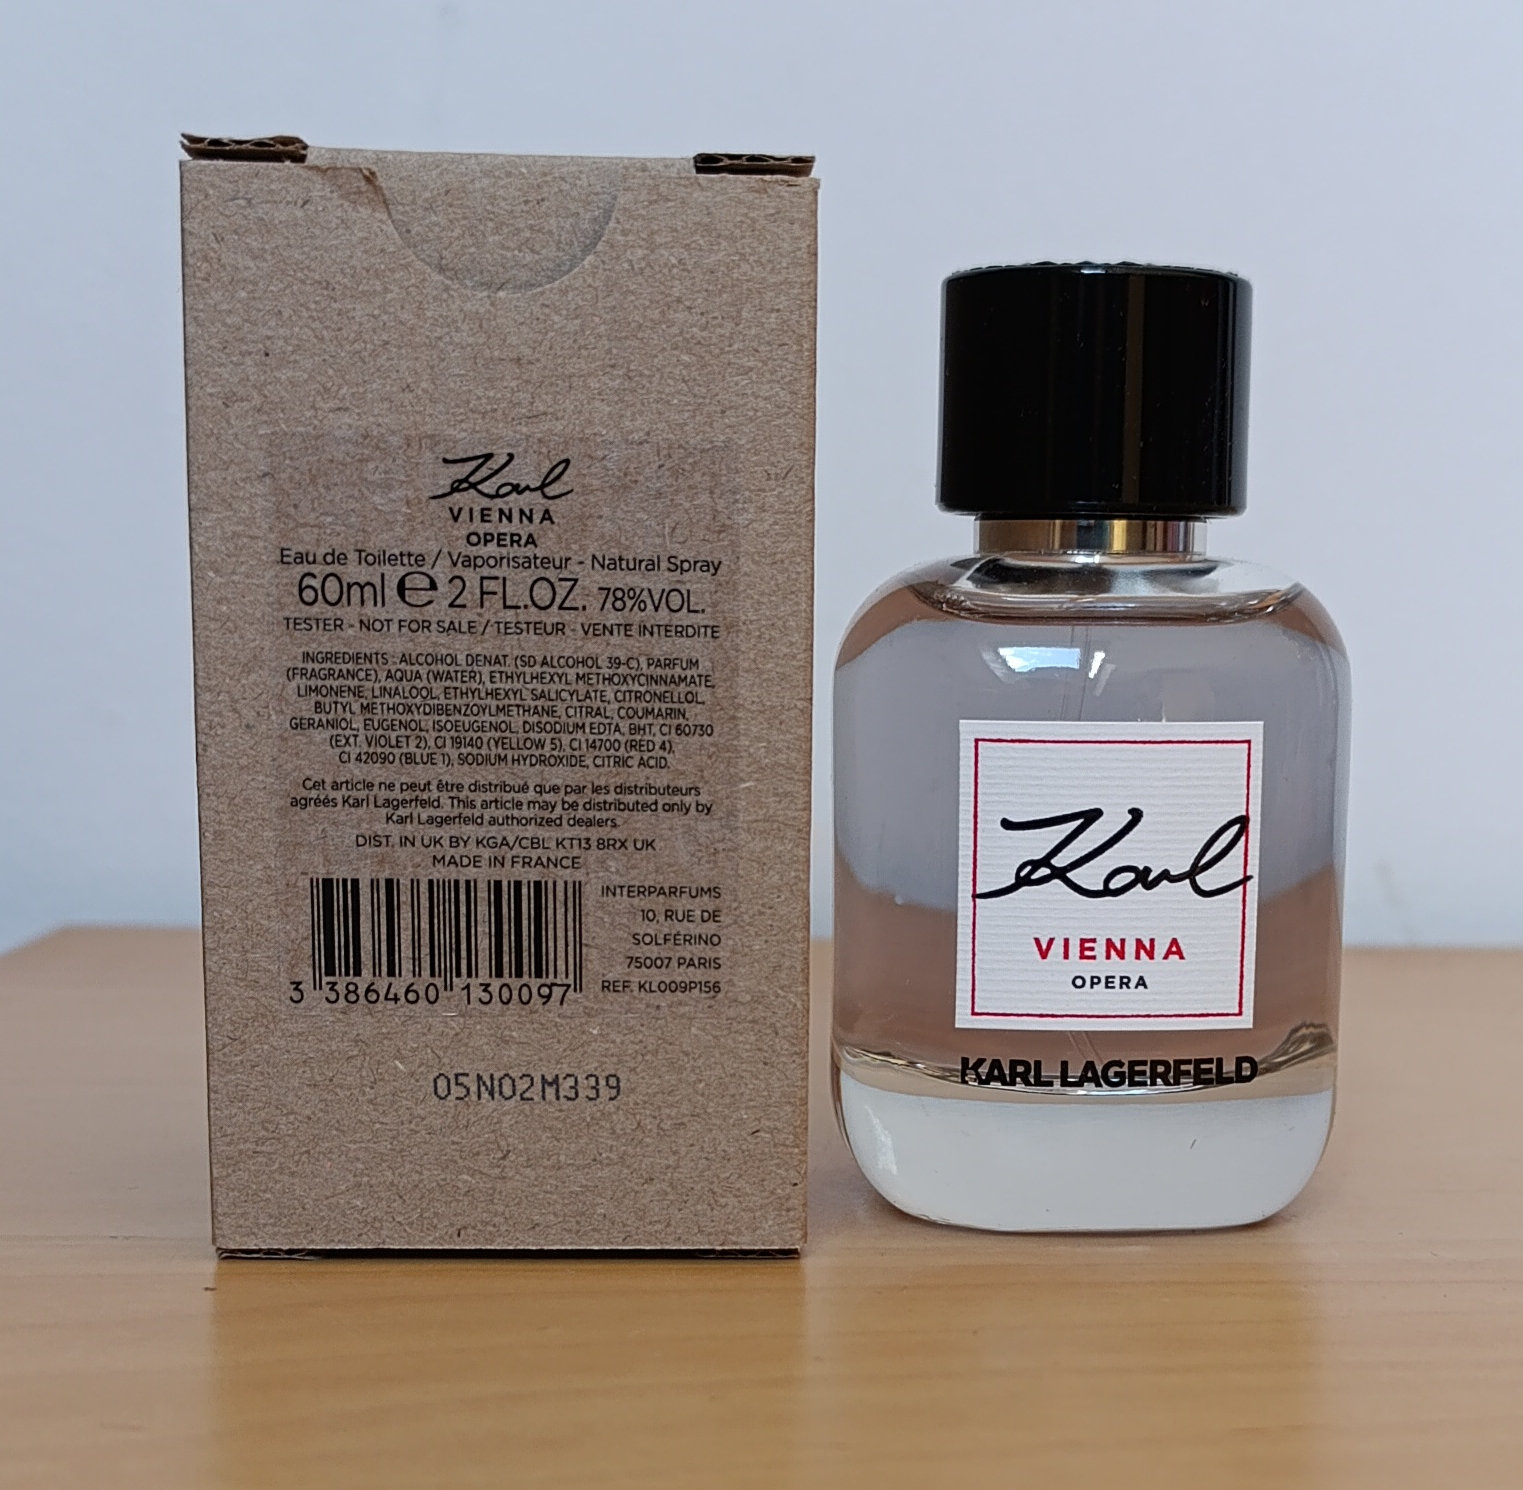 Karl
VIENNA
OPERA
Eau de Toilette / Vaporisateur - Natural Spray
60ml ℮ 2 FL.OZ. 78%VOL.
TESTER - NOT FOR SALE / TESTEUR - VENTE INTERDITE
INGREDIENTS : ALCOHOL DENAT. (SD ALCOHOL 39-C), PARFUM
(FRAGRANCE), AQUA (WATER), ETHYLHEXYL METHOXYCINNAMATE,
LIMONENE, LINALOOL, ETHYLHEXYL SALICYLATE, CITRONELLOL,
BUTYL METHOXYDIBENZOYLMETHANE, CITRAL, COUMARIN,
GERANIOL, EUGENOL, ISOEUGENOL, DISODIUM EDTA, BHT, CI 60730
(EXT. VIOLET 2), CI 19140 (YELLOW 5), CI 14700 (RED 4),
CI 42090 (BLUE 1), SODIUM HYDROXIDE, CITRIC ACID.
Cet article ne peut être distribué que par les distributeurs
agréés Karl Lagerfeld. This article may be distributed only by
Karl Lagerfeld authorized dealers.
DIST. IN UK BY KGA/CBL KT13 8RX UK
MADE IN FRANCE
INTERPARFUMS
10, RUE DE
SOLFÉRINO
75007 PARIS
REF. KL009P156
3 386460 130097
05N02M339
Karl
VIENNA
OPERA
KARL LAGERFELD